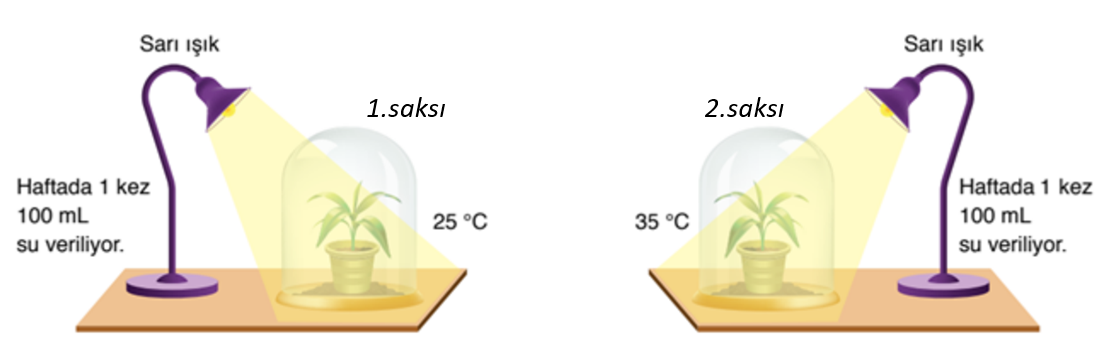 Sarı ışık
1.saksı
Haftada 1 kez
100 mL
su veriliyor.
25 °C
Sarı ışık
2.saksı
35 °C
Haftada 1 kez
100 mL
su veriliyor.